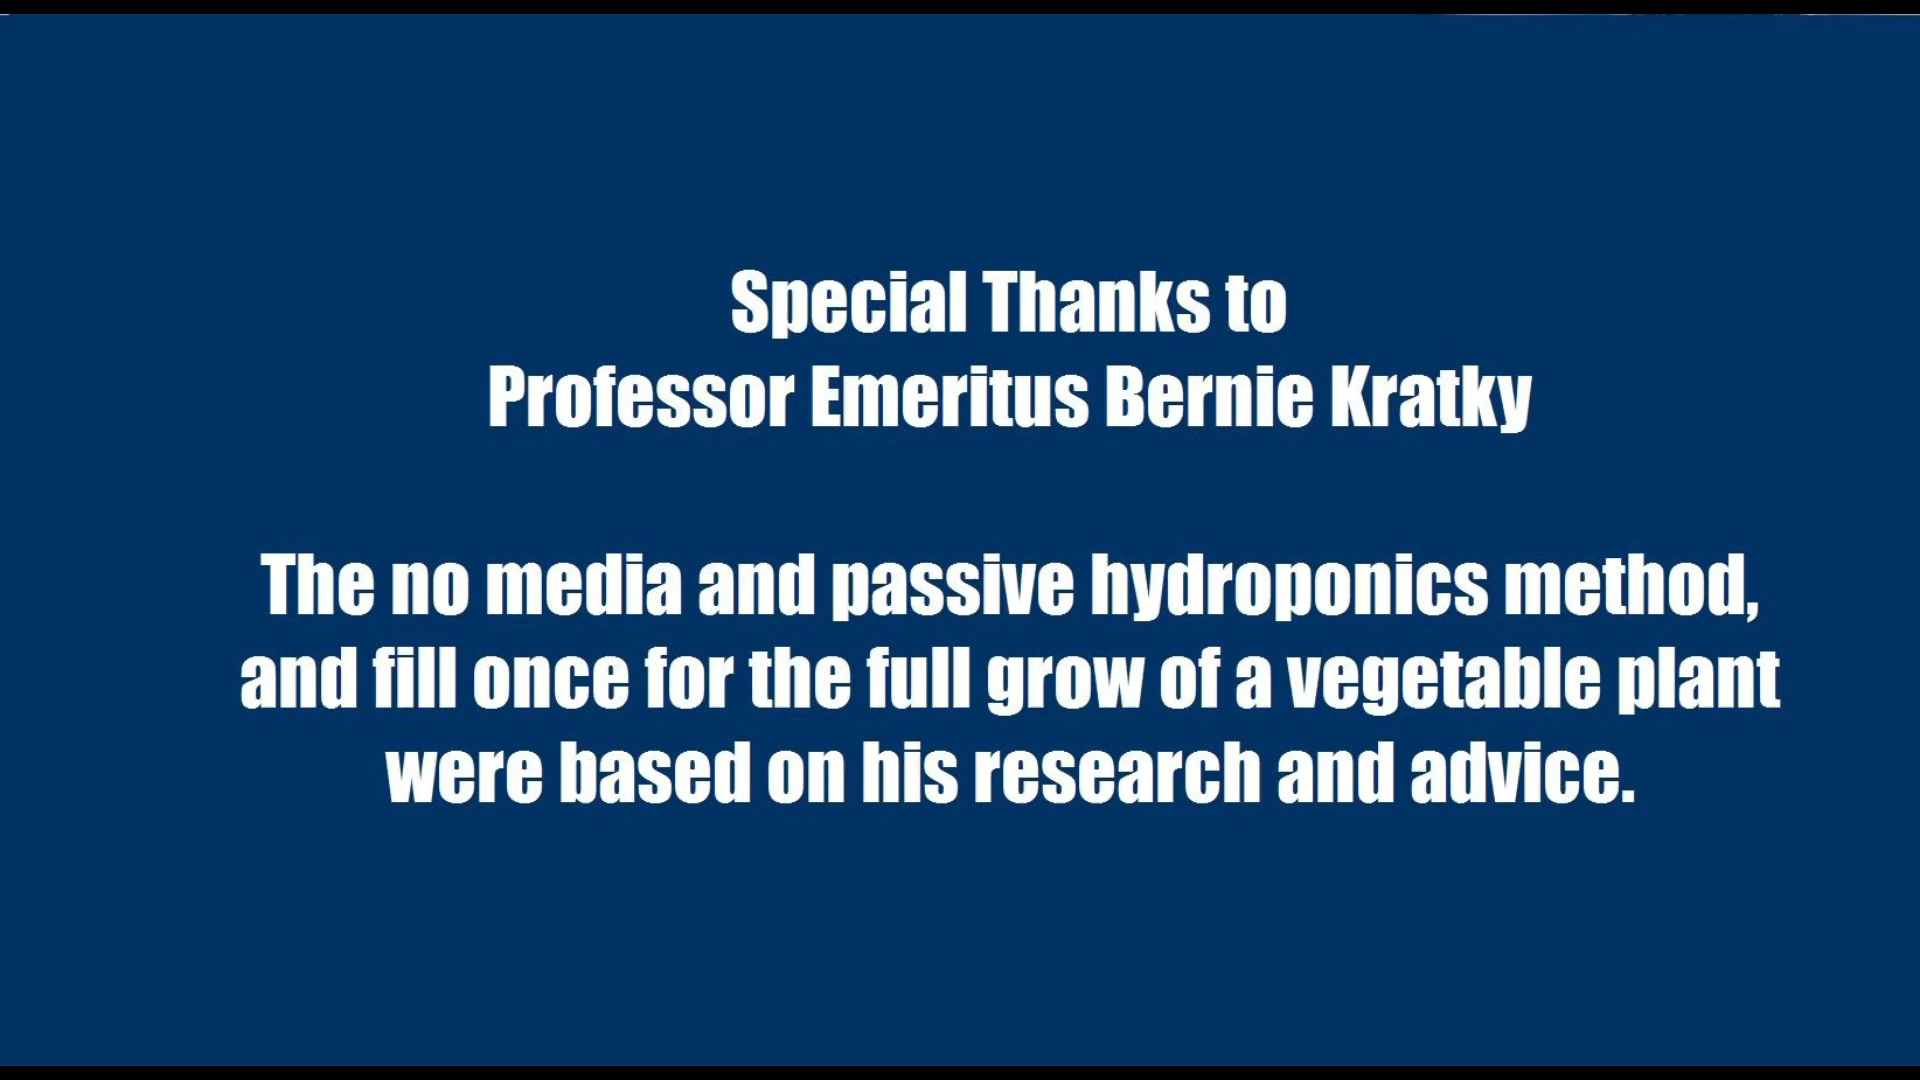 Special Thanks to
Professor Emeritus Bernie Kratky
The no media and passive hydroponics method,
and fill once for the full grow of a vegetable plant
were based on his research and advice.